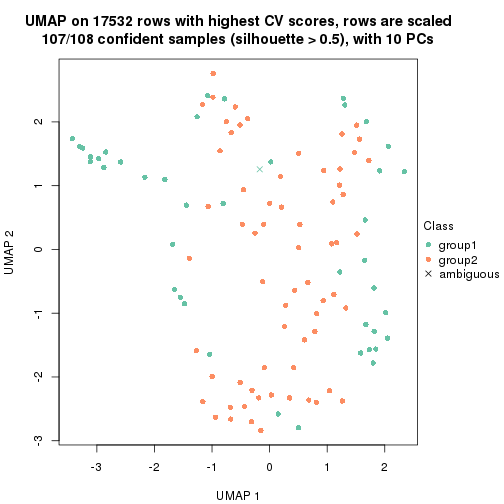 UMAP on 17532 rows with highest CV scores, rows are scaled
107/108 confident samples (silhouette > 0.5), with 10 PCs
UMAP 2
2
1
0
-1
-2
-3
-3
-2
-1
0
1
2
UMAP 1
Class
group1
group2
ambiguous